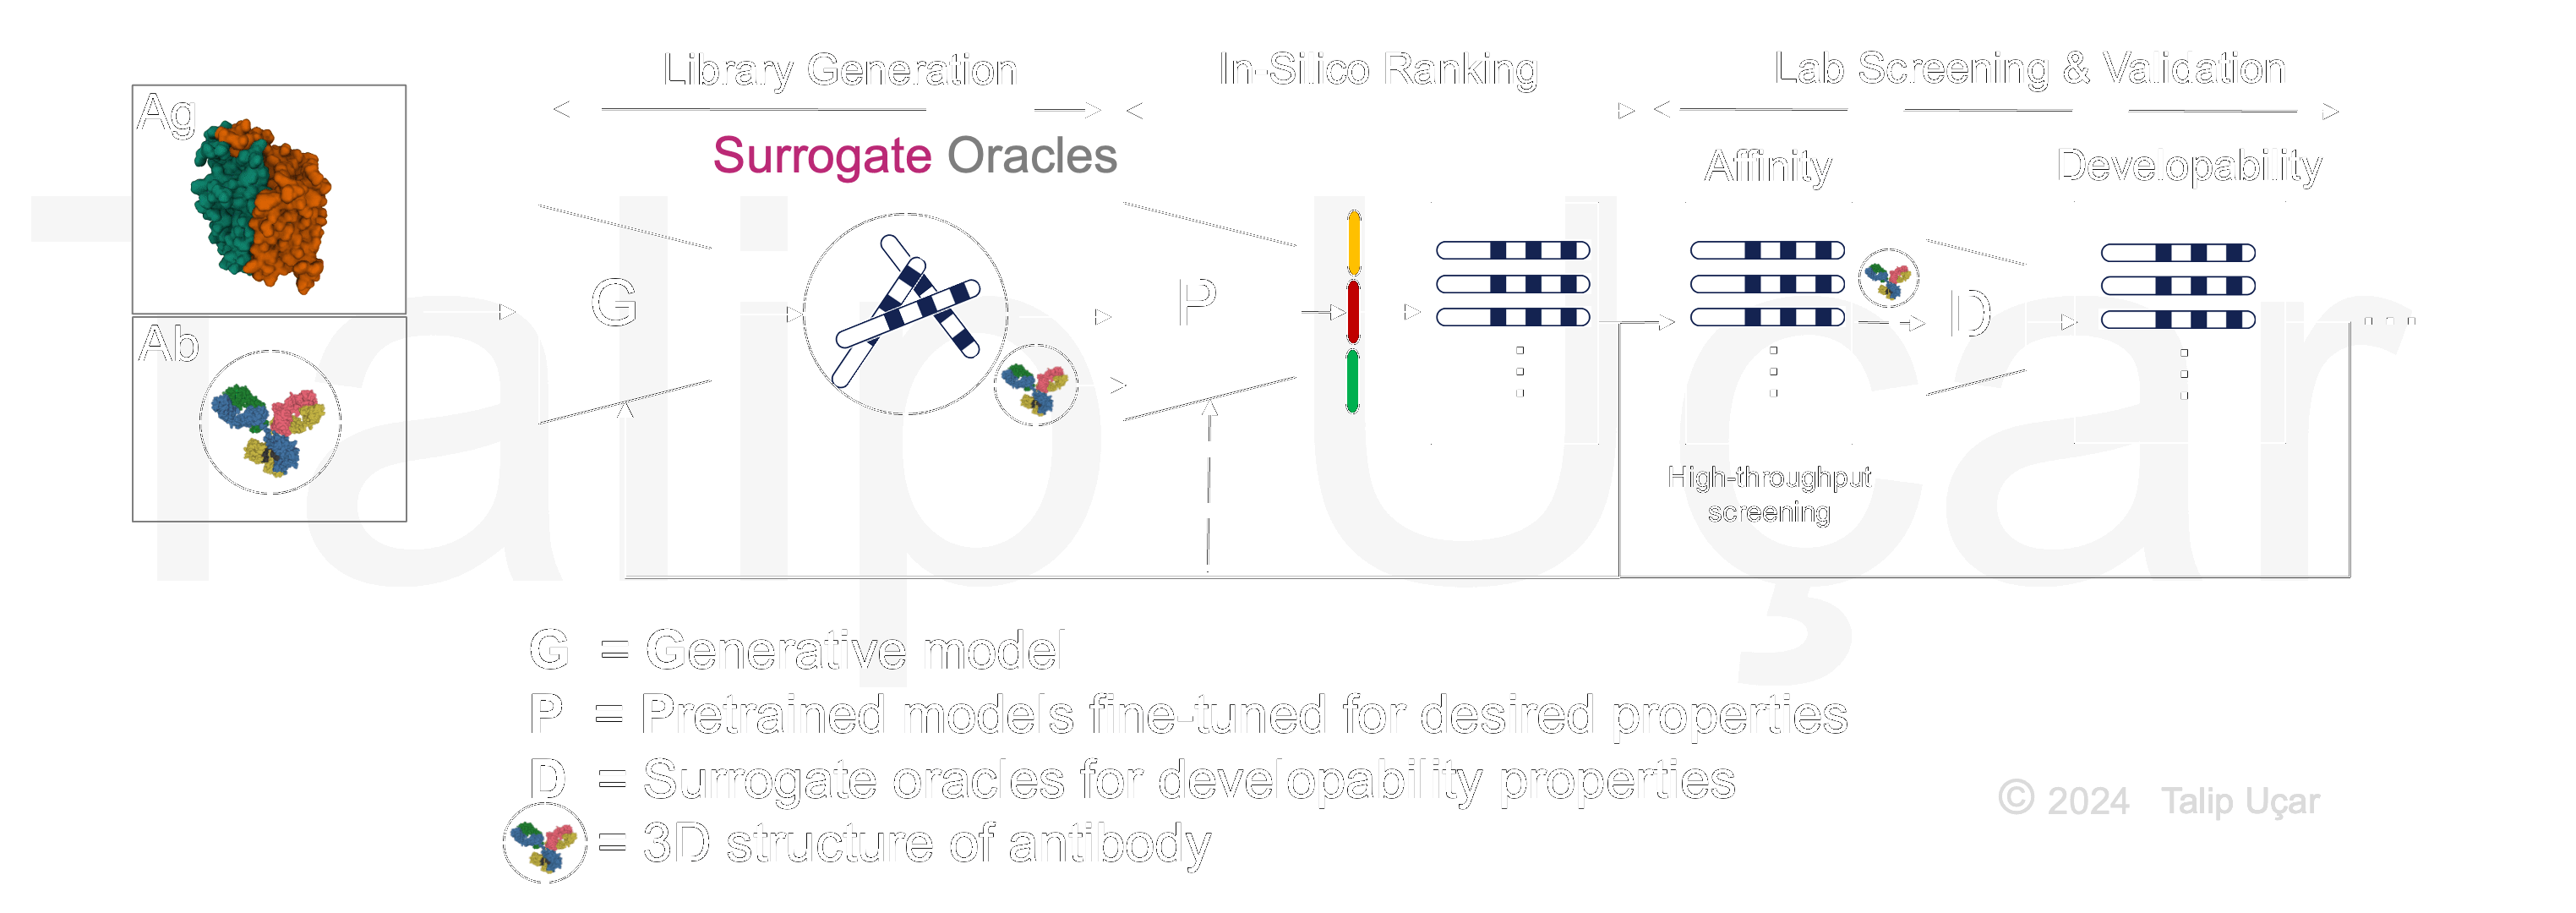 Library Generation
In-Silico Ranking
Lab Screening & Validation
Ag
Surrogate Oracles
Affinity
Developability
G
P
D
...
Ab
High-throughput
screening
G = Generative model
P = Pretrained models fine-tuned for desired properties
D = Surrogate oracles for developability properties
= 3D structure of antibody
© 2024 Talip Uçar
Talip Uçar